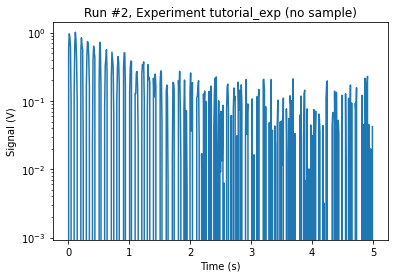 Run #2, Experiment tutorial_exp (no sample)
10⁰
10⁻¹
10⁻²
10⁻³
Signal (V)
0 1 2 3 4 5
Time (s)